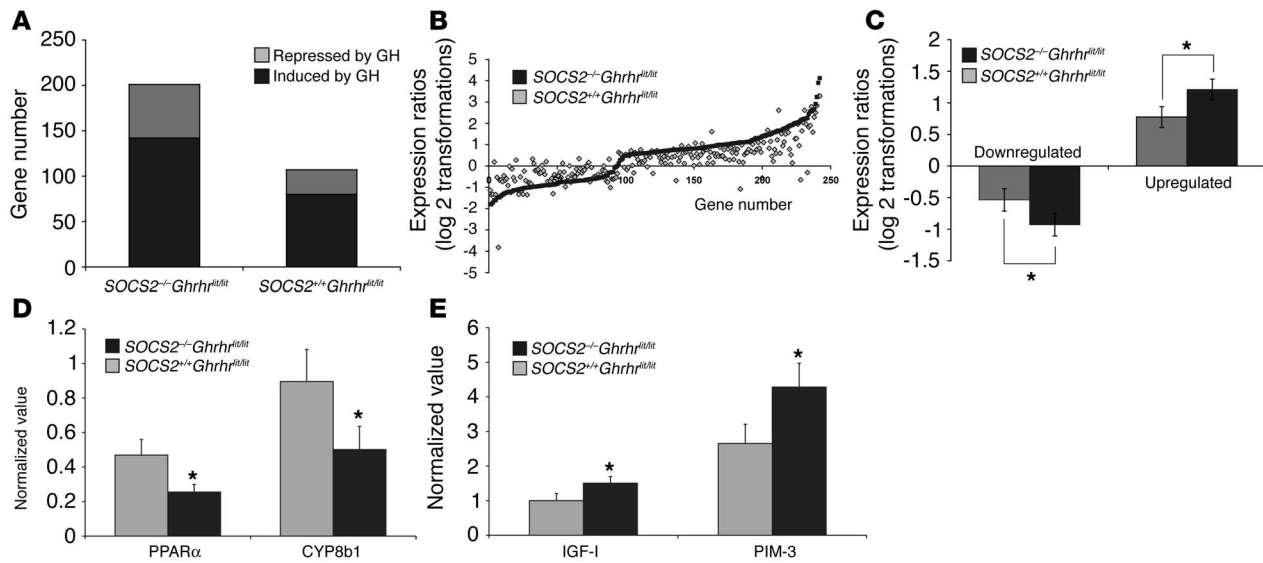 A
Gene number
250
200
150
100
50
0
Repressed by GH
Induced by GH
SOCS2–/–Ghrhrlit/lit
SOCS2+/+Ghrhrlit/lit
B
Expression ratios
(log 2 transformations)
5
4
3
2
1
0
-1
-2
-3
-4
-5
SOCS2–/–Ghrhrlit/lit
SOCS2+/+Ghrhrlit/lit
0
50
100
150
200
250
Gene number
C
Expression ratios
(log 2 transformations)
2
1.5
1
0.5
0
-0.5
-1
-1.5
SOCS2–/–Ghrhrlit/lit
SOCS2+/+Ghrhrlit/lit
*
Downregulated
Upregulated
*
D
Normalized value
1.2
1
0.8
0.6
0.4
0.2
0
SOCS2–/–Ghrhrlit/lit
SOCS2+/+Ghrhrlit/lit
*
*
PPARα
CYP8b1
E
Normalized value
6
5
4
3
2
1
0
SOCS2–/–Ghrhrlit/lit
SOCS2+/+Ghrhrlit/lit
*
*
IGF-I
PIM-3